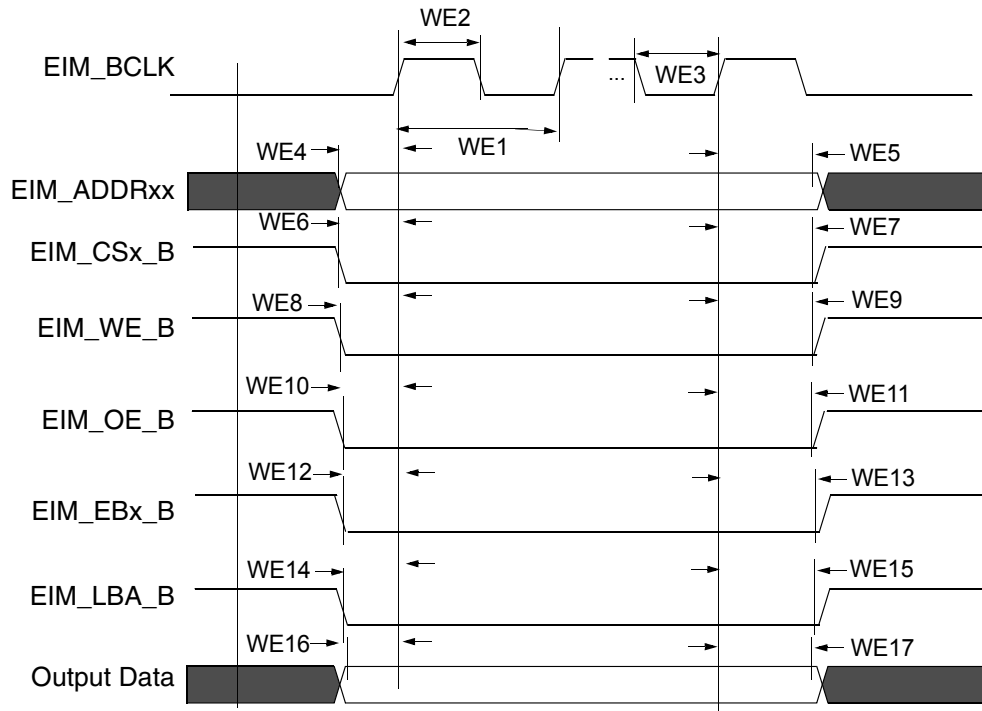 WE2
EIM_BCLK
...
WE3
WE1
WE4
WE5
EIM_ADDRxx
WE6
WE7
EIM_CSx_B
WE8
WE9
EIM_WE_B
WE10
WE11
EIM_OE_B
WE12
WE13
EIM_EBx_B
WE14
WE15
EIM_LBA_B
WE16
WE17
Output Data